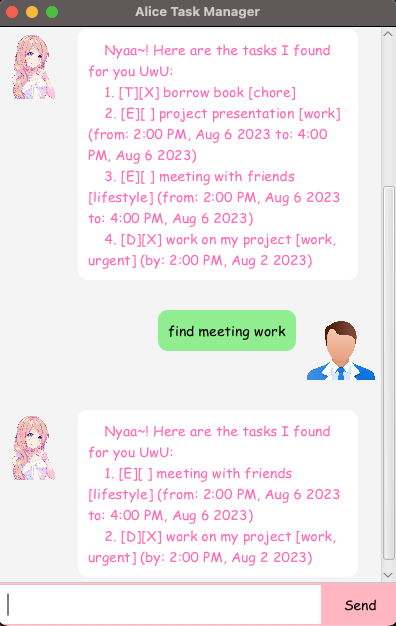 Alice Task Manager
Nyaa~! Here are the tasks I found
for you UwU:
1. [T][X] borrow book [chore]
2. [E][ ] project presentation [work]
(from: 2:00 PM, Aug 6 2023 to: 4:00
PM, Aug 6 2023)
3. [E][ ] meeting with friends
[lifestyle] (from: 2:00 PM, Aug 6 2023
to: 4:00 PM, Aug 6 2023)
4. [D][X] work on my project [work,
urgent] (by: 2:00 PM, Aug 2 2023)
find meeting work
Nyaa~! Here are the tasks I found
for you UwU:
1. [E][ ] meeting with friends
[lifestyle] (from: 2:00 PM, Aug 6 2023
to: 4:00 PM, Aug 6 2023)
2. [D][X] work on my project [work,
urgent] (by: 2:00 PM, Aug 2 2023)
Send